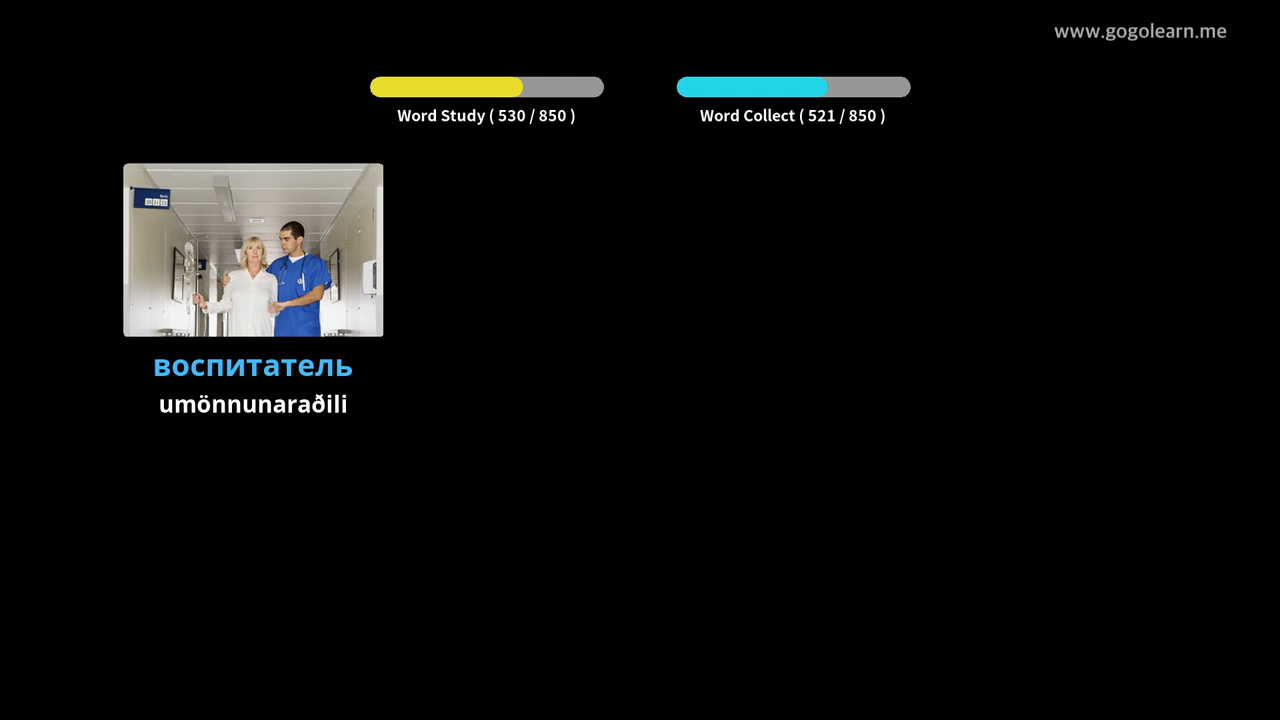 www.gogolearn.me
Word Study ( 530 / 850 )
Word Collect ( 521 / 850 )
воспитатель
umönnunaraðili